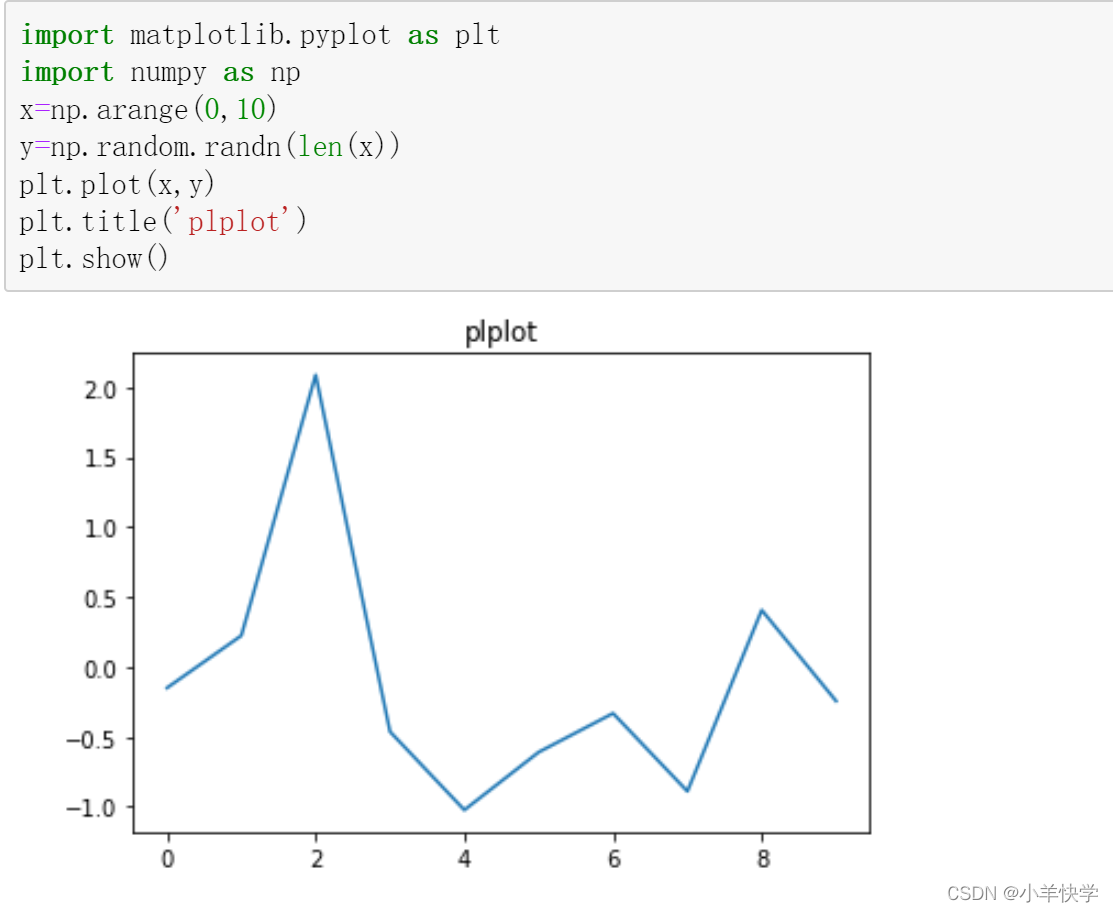 import matplotlib.pyplot as plt
import numpy as np
x=np.arange(0,10)
y=np.random.randn(len(x))
plt.plot(x,y)
plt.title('plplot')
plt.show()
plplot
2.0
1.5
1.0
0.5
0.0
−0.5
−1.0
0 2 4 6 8
CSDN @小羊快学